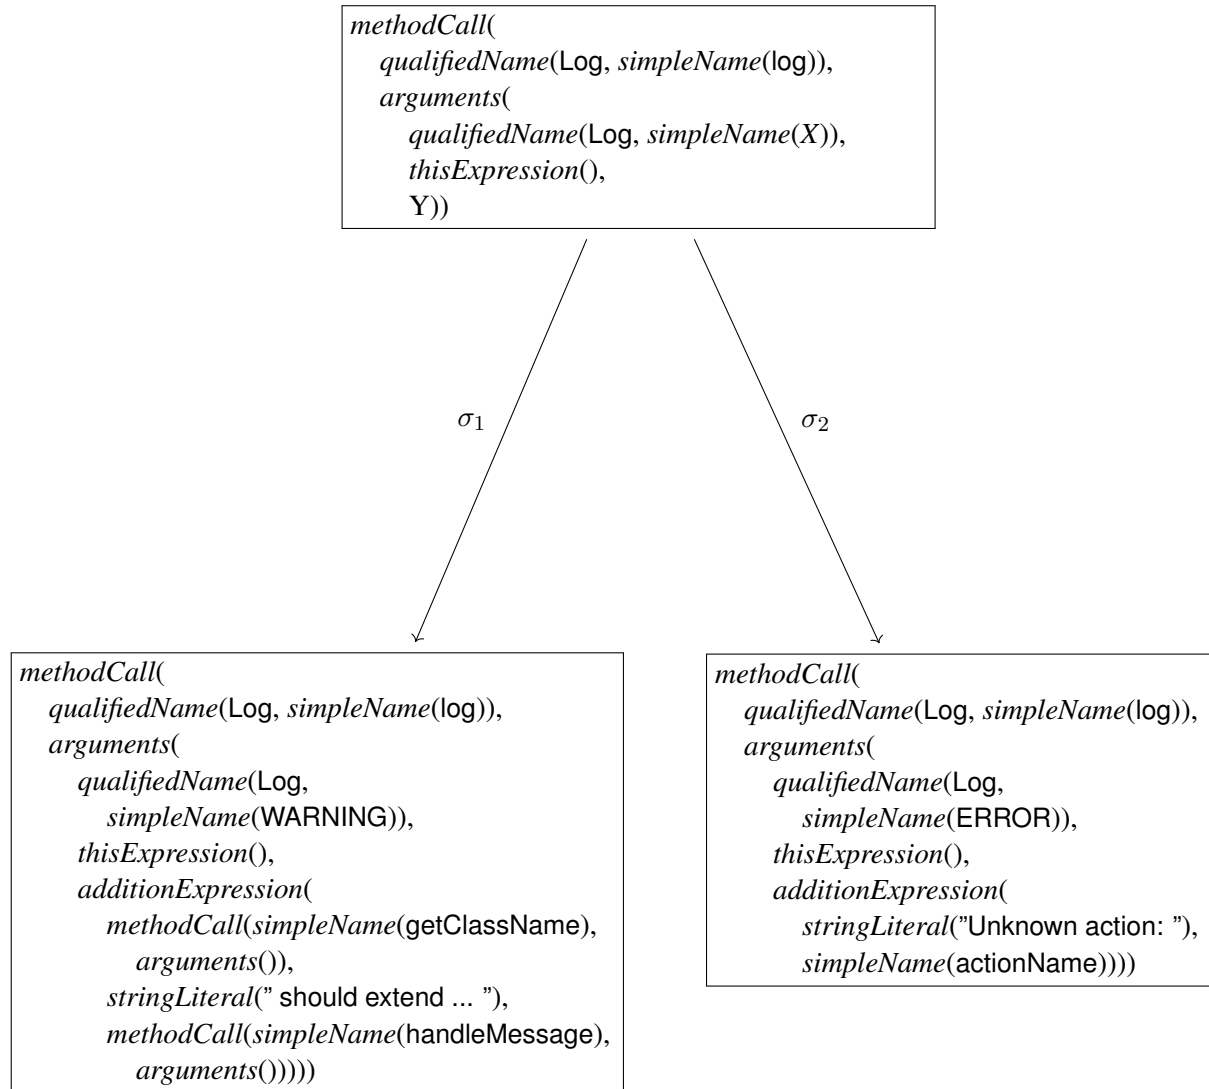 methodCall(
qualifiedName(Log, simpleName(log)),
arguments(
qualifiedName(Log, simpleName(X)),
thisExpression(),
Y))
σ1
σ2
methodCall(
qualifiedName(Log, simpleName(log)),
arguments(
qualifiedName(Log,
simpleName(WARNING)),
thisExpression(),
additionExpression(
methodCall(simpleName(getClassName),
arguments()),
stringLiteral(" should extend ... "),
methodCall(simpleName(handleMessage),
arguments()))))
methodCall(
qualifiedName(Log, simpleName(log)),
arguments(
qualifiedName(Log,
simpleName(ERROR)),
thisExpression(),
additionExpression(
stringLiteral("Unknown action: "),
simpleName(actionName))))